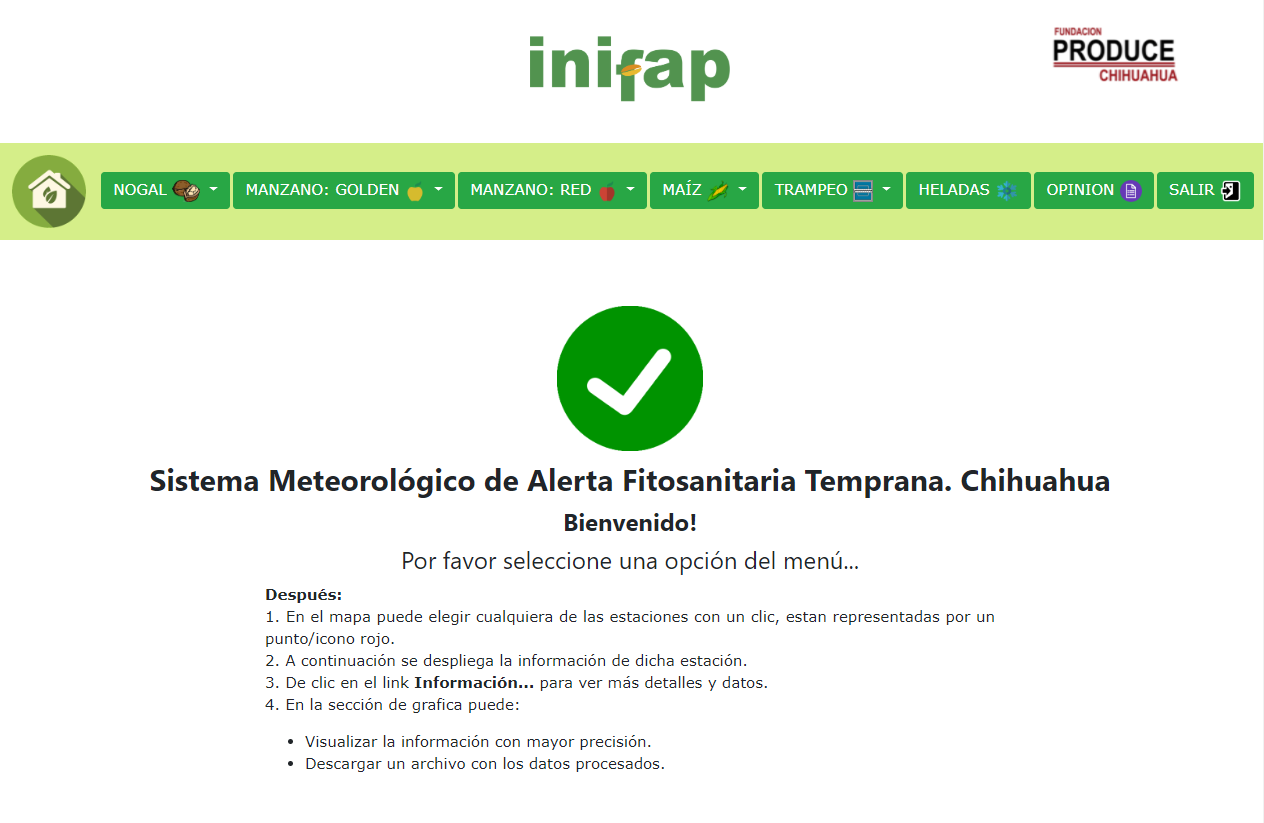 inifap
FUNDACION
PRODUCE
CHIHUAHUA
NOGAL
MANZANO: GOLDEN
MANZANO: RED
MAÍZ
TRAMPEO
HELADAS
OPINION
SALIR
Sistema Meteorológico de Alerta Fitosanitaria Temprana. Chihuahua
Bienvenido!
Por favor seleccione una opción del menú...
Después:
1. En el mapa puede elegir cualquiera de las estaciones con un clic, estan representadas por un
punto/icono rojo.
2. A continuación se despliega la información de dicha estación.
3. De clic en el link Información... para ver más detalles y datos.
4. En la sección de grafica puede:
• Visualizar la información con mayor precisión.
• Descargar un archivo con los datos procesados.